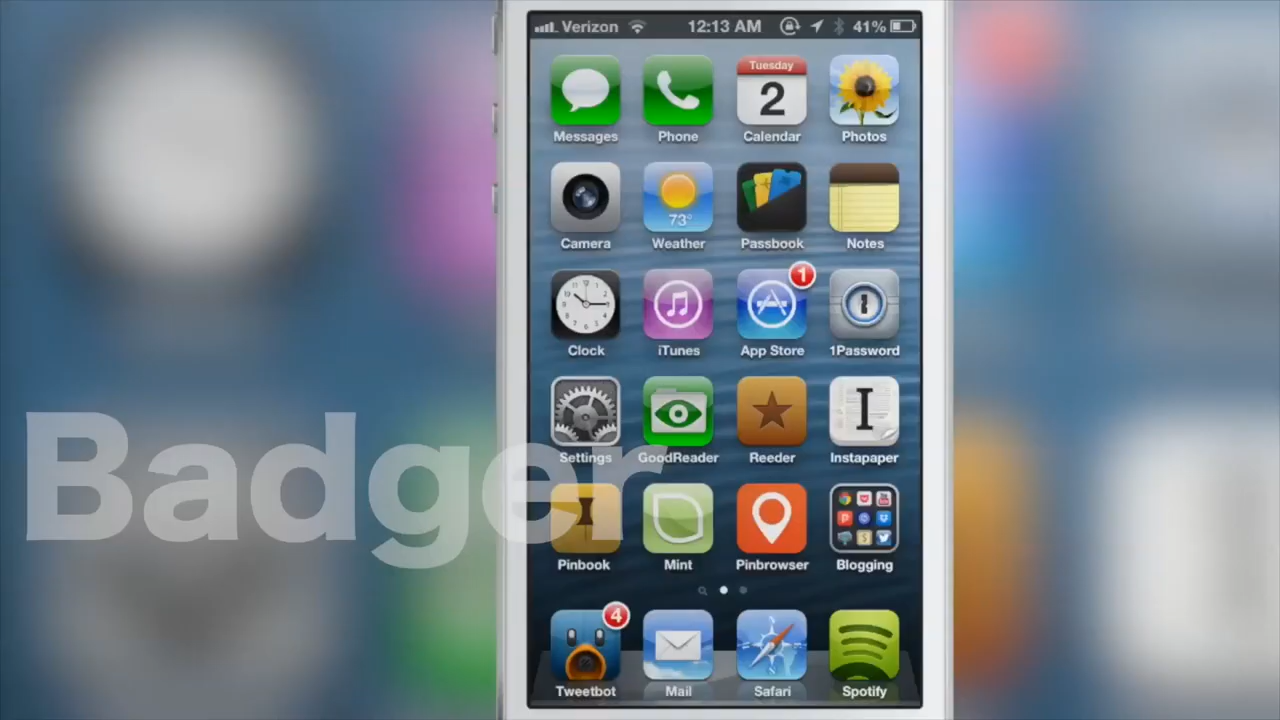 Verizon 12:13 AM 41%
Tuesday
2
Messages Phone Calendar Photos
73°
Camera Weather Passbook Notes
1
Clock iTunes App Store 1Password
Settings GoodReader Reeder Instapaper
Badger
Pinbook Mint Pinbrowser Blogging
4
Tweetbot Mail Safari Spotify